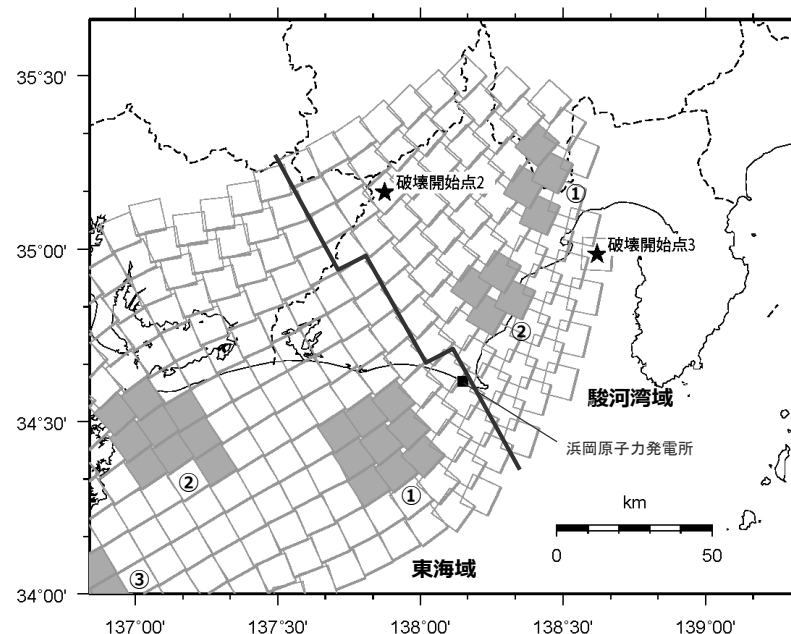 35°30'
破壊開始点2
①
35°00'
破壊開始点3
②
駿河湾域
34°30'
浜岡原子力発電所
②
①
km
0
50
東海域
③
34°00'
137°00'
137°30'
138°00'
138°30'
139°00'